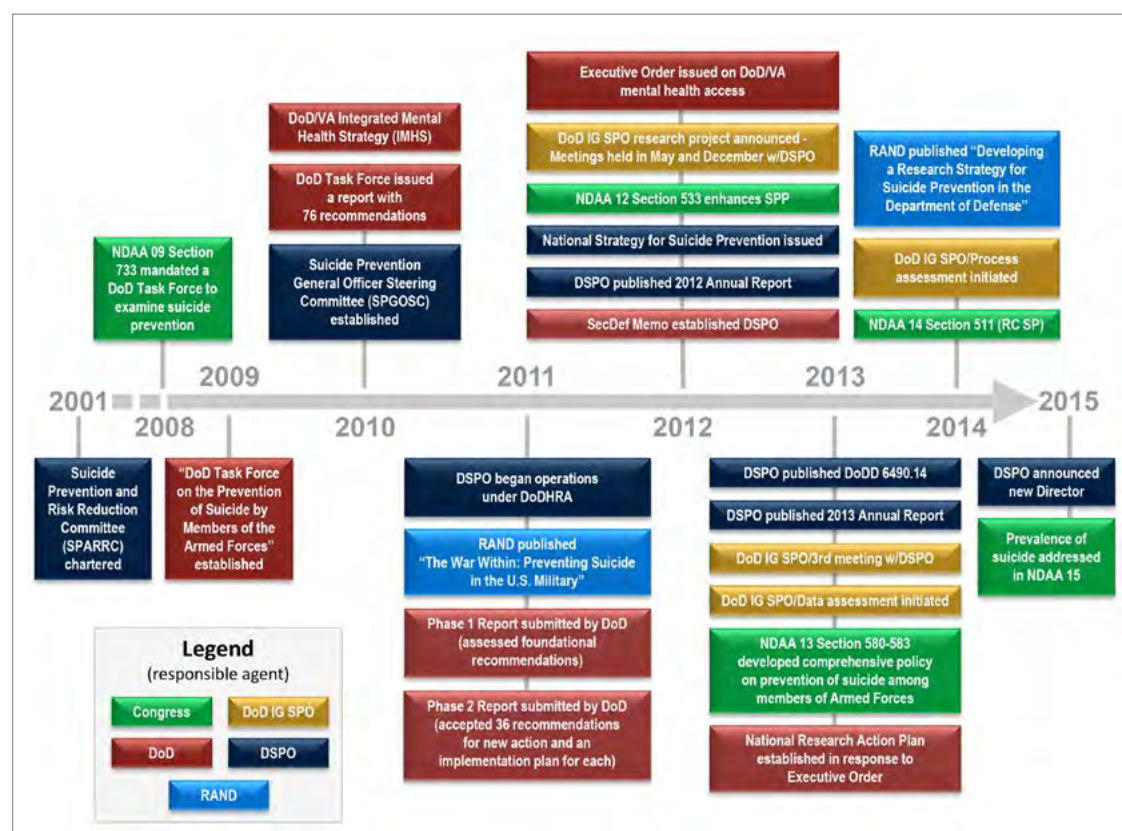 Executive Order issued on DoD/VA
mental health access
DoD/VA Integrated Mental
Health Strategy (IMHS)
DoD IG SPO research project announced -
Meetings held in May and December w/DSPO
RAND published “Developing
a Research Strategy for
Suicide Prevention in the
Department of Defense”
DoD Task Force issued
a report with
76 recommendations
NDAA 12 Section 533 enhances SPP
NDAA 09 Section
733 mandated a
DoD Task Force to
examine suicide
prevention
Suicide Prevention
General Officer Steering
Committee (SPGOSC)
established
National Strategy for Suicide Prevention issued
DoD IG SPO/Process
assessment initiated
DSPO published 2012 Annual Report
SecDef Memo established DSPO
NDAA 14 Section 511 (RC SP)
2009
2011
2013
2001
2015
2008
2010
2012
2014
Suicide
Prevention and
Risk Reduction
Committee
(SPARRC)
chartered
“DoD Task Force
on the Prevention
of Suicide by
Members of the
Armed Forces”
established
DSPO began operations
under DoDHRA
RAND published
“The War Within: Preventing Suicide
in the U.S. Military”
Phase 1 Report submitted by DoD
(assessed foundational
recommendations)
Phase 2 Report submitted by DoD
(accepted 36 recommendations
for new action and an
implementation plan for each)
DSPO published DoDD 6490.14
DSPO published 2013 Annual Report
DoD IG SPO/3rd meeting w/DSPO
DoD IG SPO/Data assessment initiated
NDAA 13 Section 580-583
developed comprehensive policy
on prevention of suicide among
members of Armed Forces
National Research Action Plan
established in response to
Executive Order
DSPO announced
new Director
Prevalence of
suicide addressed
in NDAA 15
Legend
(responsible agent)
Congress
DoD IG SPO
DoD
DSPO
RAND